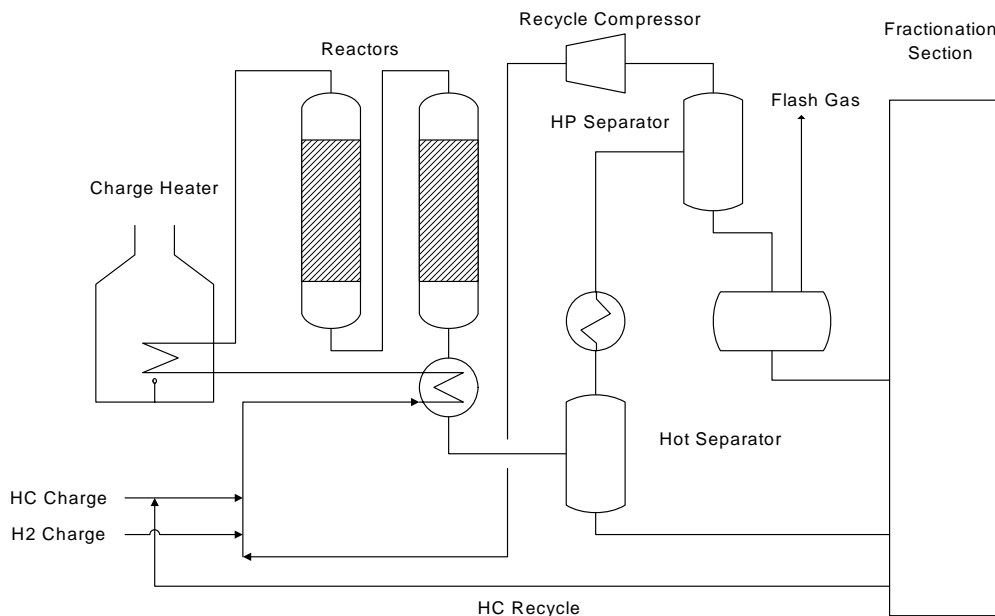 Recycle Compressor
Fractionation
Section
Reactors
Flash Gas
HP Separator
Charge Heater
Hot Separator
HC Charge
H2 Charge
HC Recycle